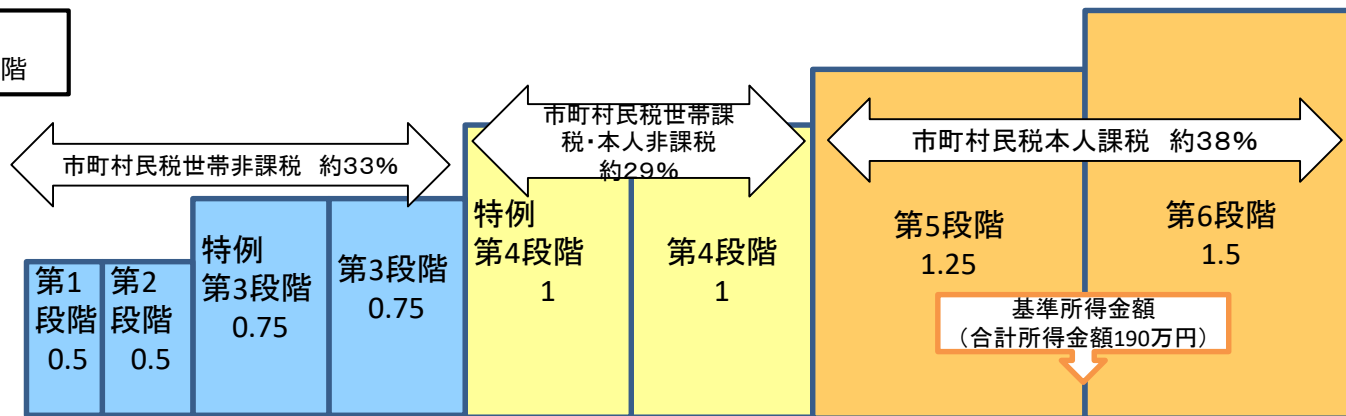 階
市町村民税世帯非課税　約33%
市町村民税世帯課
税・本人非課税
約29%
市町村民税本人課税　約38%
第1
段階
0.5
第2
段階
0.5
特例
第3段階
0.75
第3段階
0.75
特例
第4段階
1
第4段階
1
第5段階
1.25
第6段階
1.5
基準所得金額
（合計所得金額190万円）